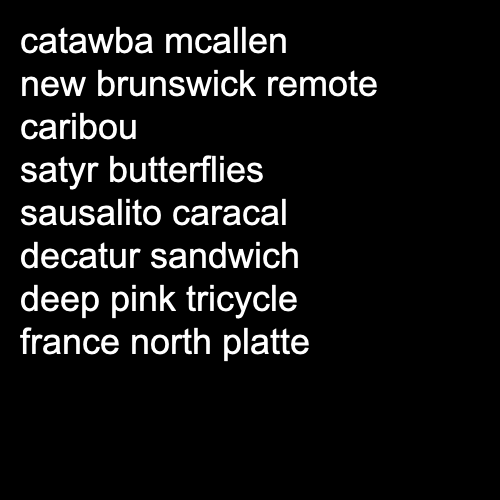 catawba mcallen
new brunswick remote
caribou
satyr butterflies
sausalito caracal
decatur sandwich
deep pink tricycle
france north platte